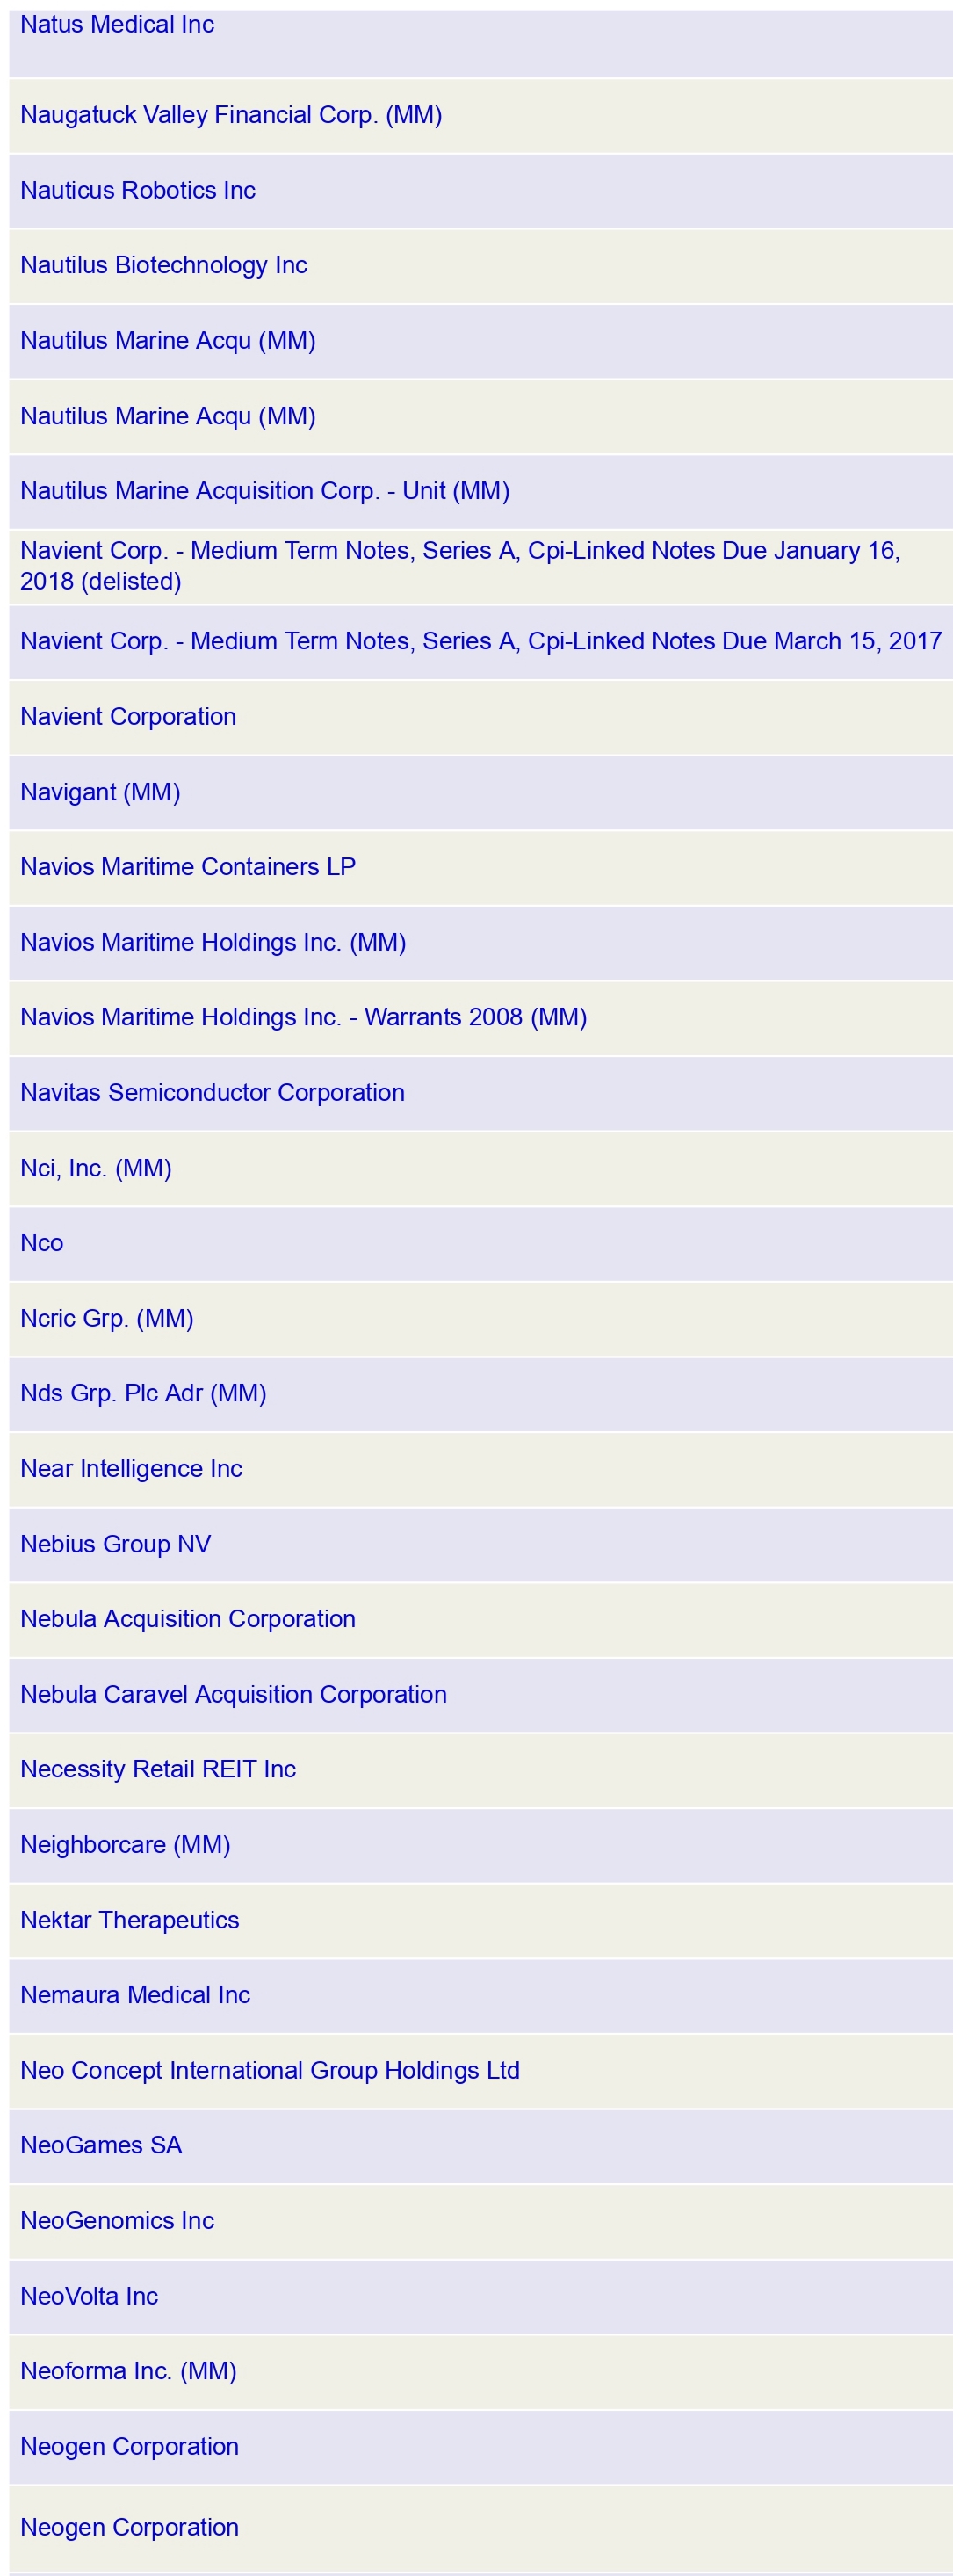 Natus Medical Inc
Naugatuck Valley Financial Corp. (MM)
Nauticus Robotics Inc
Nautilus Biotechnology Inc
Nautilus Marine Acqu (MM)
Nautilus Marine Acqu (MM)
Nautilus Marine Acquisition Corp. - Unit (MM)
Navient Corp. - Medium Term Notes, Series A, Cpi-Linked Notes Due January 16,
2018 (delisted)
Navient Corp. - Medium Term Notes, Series A, Cpi-Linked Notes Due March 15, 2017
Navient Corporation
Navigant (MM)
Navios Maritime Containers LP
Navios Maritime Holdings Inc. (MM)
Navios Maritime Holdings Inc. - Warrants 2008 (MM)
Navitas Semiconductor Corporation
Nci, Inc. (MM)
Nco
Ncric Grp. (MM)
Nds Grp. Plc Adr (MM)
Near Intelligence Inc
Nebius Group NV
Nebula Acquisition Corporation
Nebula Caravel Acquisition Corporation
Necessity Retail REIT Inc
Neighborcare (MM)
Nektar Therapeutics
Nemaura Medical Inc
Neo Concept International Group Holdings Ltd
NeoGames SA
NeoGenomics Inc
NeoVolta Inc
Neoforma Inc. (MM)
Neogen Corporation
Neogen Corporation